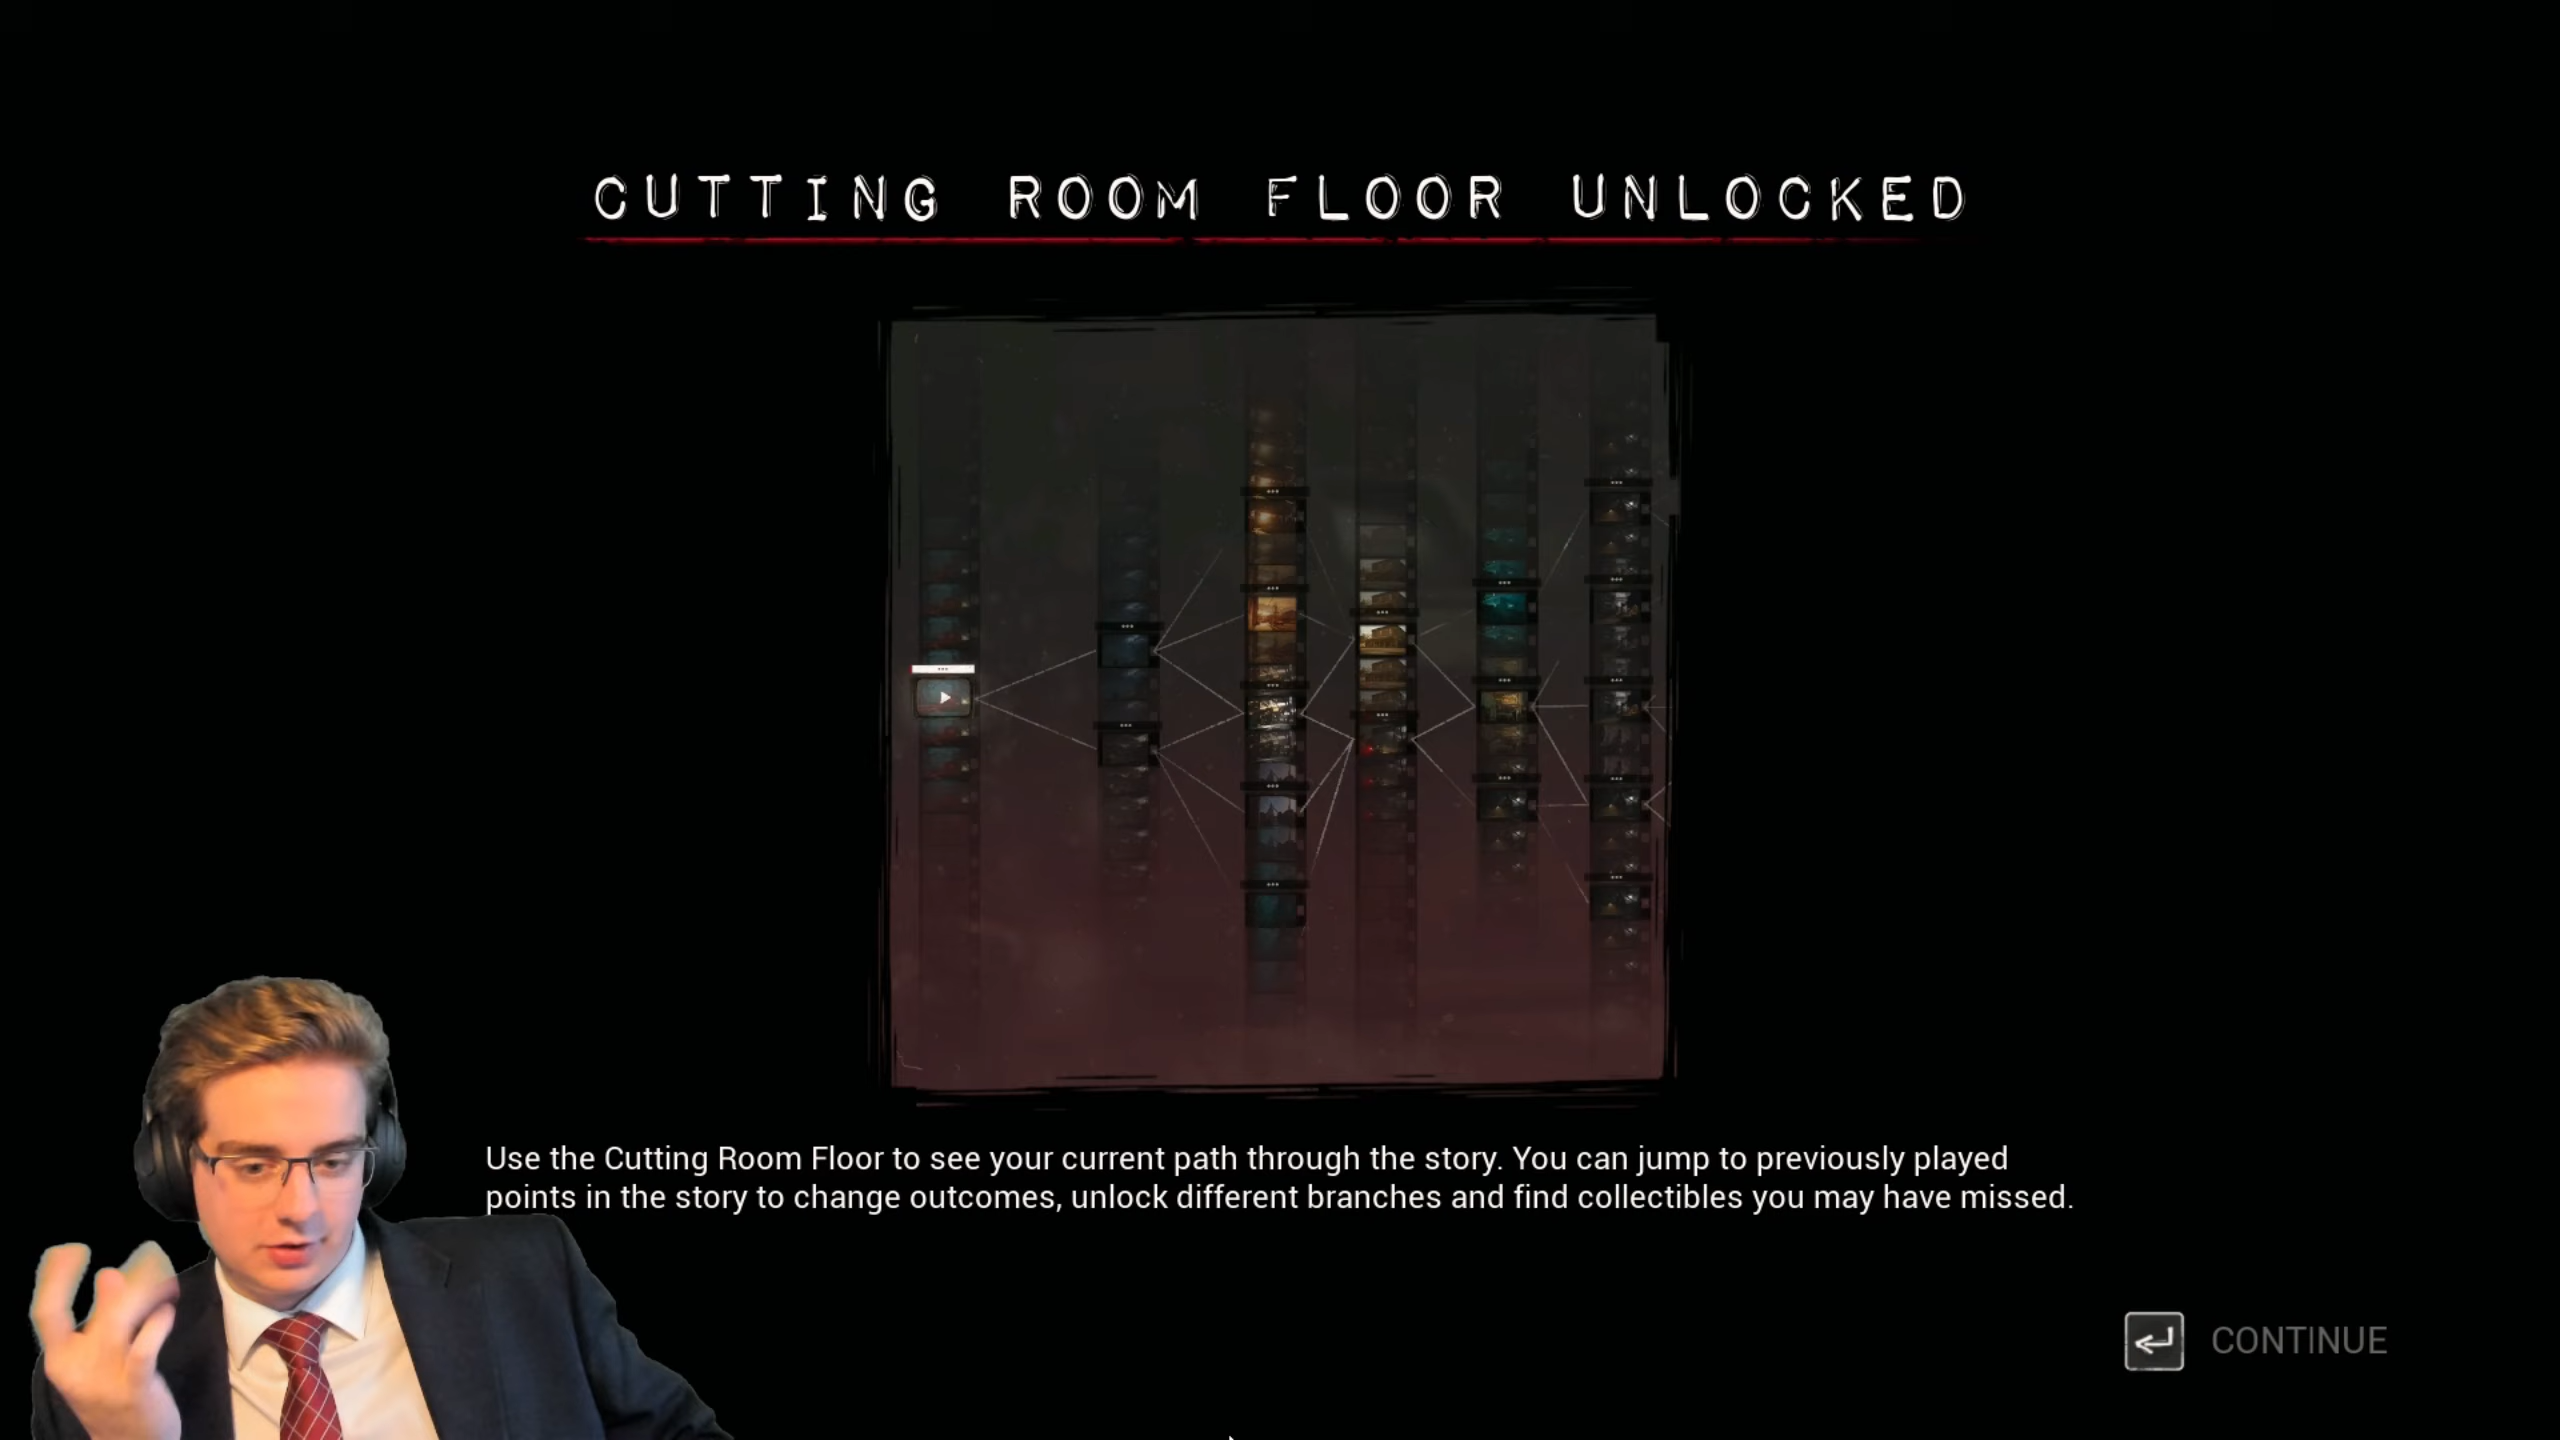 CUTTING ROOM FLOOR UNLOCKED
Use the Cutting Room Floor to see your current path through the story. You can jump to previously played
points in the story to change outcomes, unlock different branches and find collectibles you may have missed.
CONTINUE